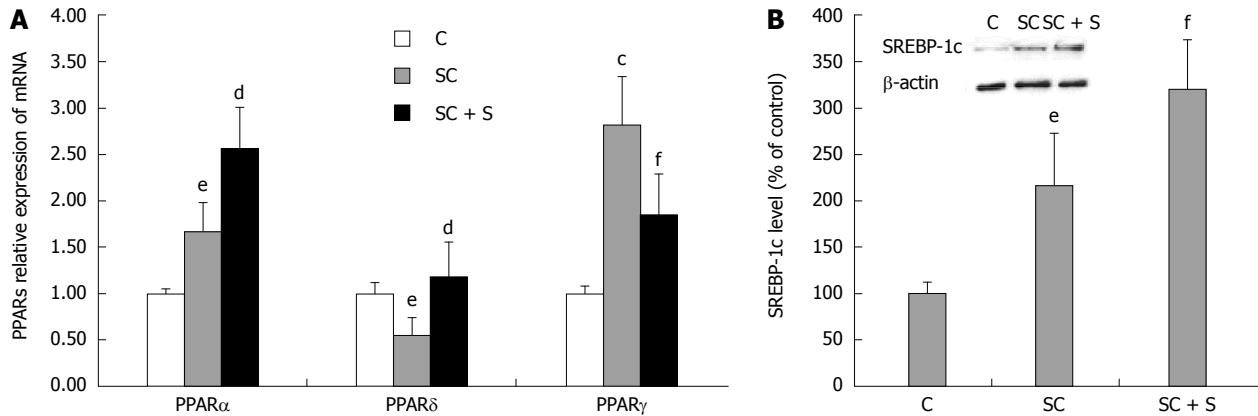 A
PPARs relative expression of mRNA
4.00
3.50
3.00
2.50
2.00
1.50
1.00
0.50
0.00
C
SC
SC + S
e
d
e
d
c
f
PPARα
PPARδ
PPARγ
B
SREBP-1c level (% of control)
400
350
300
250
200
150
100
50
0
C SC SC + S
SREBP-1c
β-actin
e
f
C
SC
SC + S